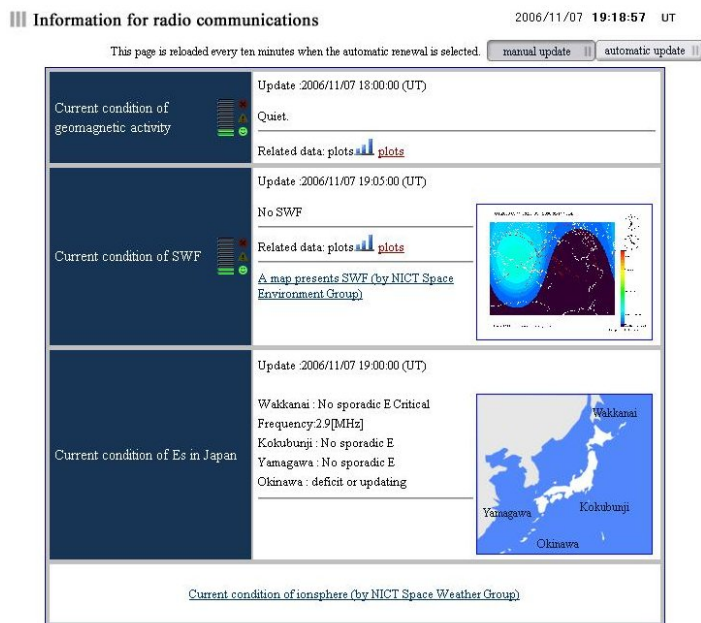 Information for radio communications
2006/11/07 19:18:57 UT
This page is reloaded every ten minutes when the automatic renewal is selected.
manual update
automatic update
Current condition of
geomagnetic activity
Update :2006/11/07 18:00:00 (UT)
Quiet.
Related data: plots plots
Current condition of SWF
Update :2006/11/07 19:05:00 (UT)
No SWF
Related data: plots plots
A map presents SWF (by NICT Space
Environment Group)
Current condition of Es in Japan
Update :2006/11/07 19:00:00 (UT)
Wakkanai : No sporadic E Critical
Frequency:2.9[MHz]
Kokubunji : No sporadic E
Yamagawa : No sporadic E
Okinawa : deficit or updating
Wakkanai
Kokubunji
Yamagawa
Okinawa
Current condition of ionsphere (by NICT Space Weather Group)